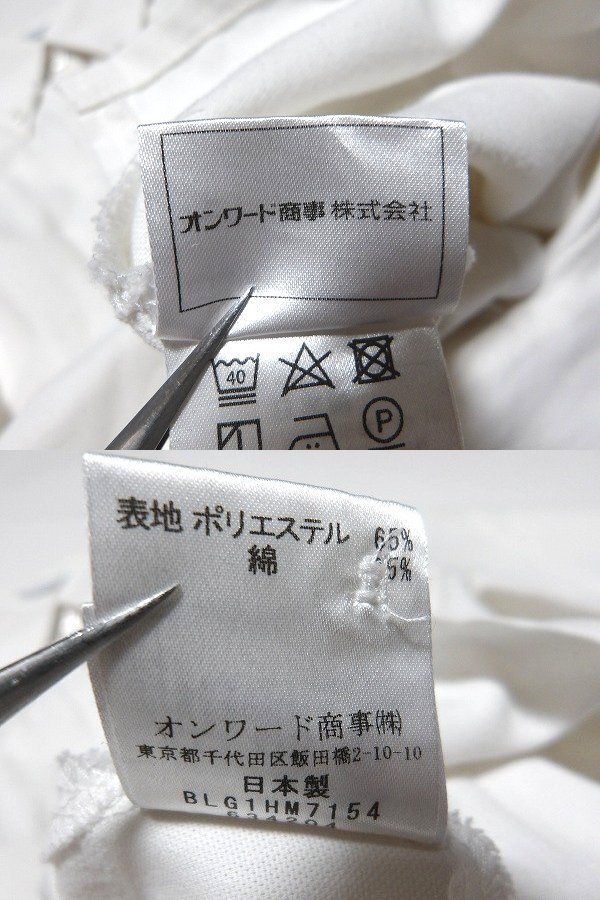 オンワード商事 株式会社
40
P
表地 ポリエステル 65%
綿 5%
オンワード商事㈱
東京都千代田区飯田橋2-10-10
日本製
BLG1HM7154